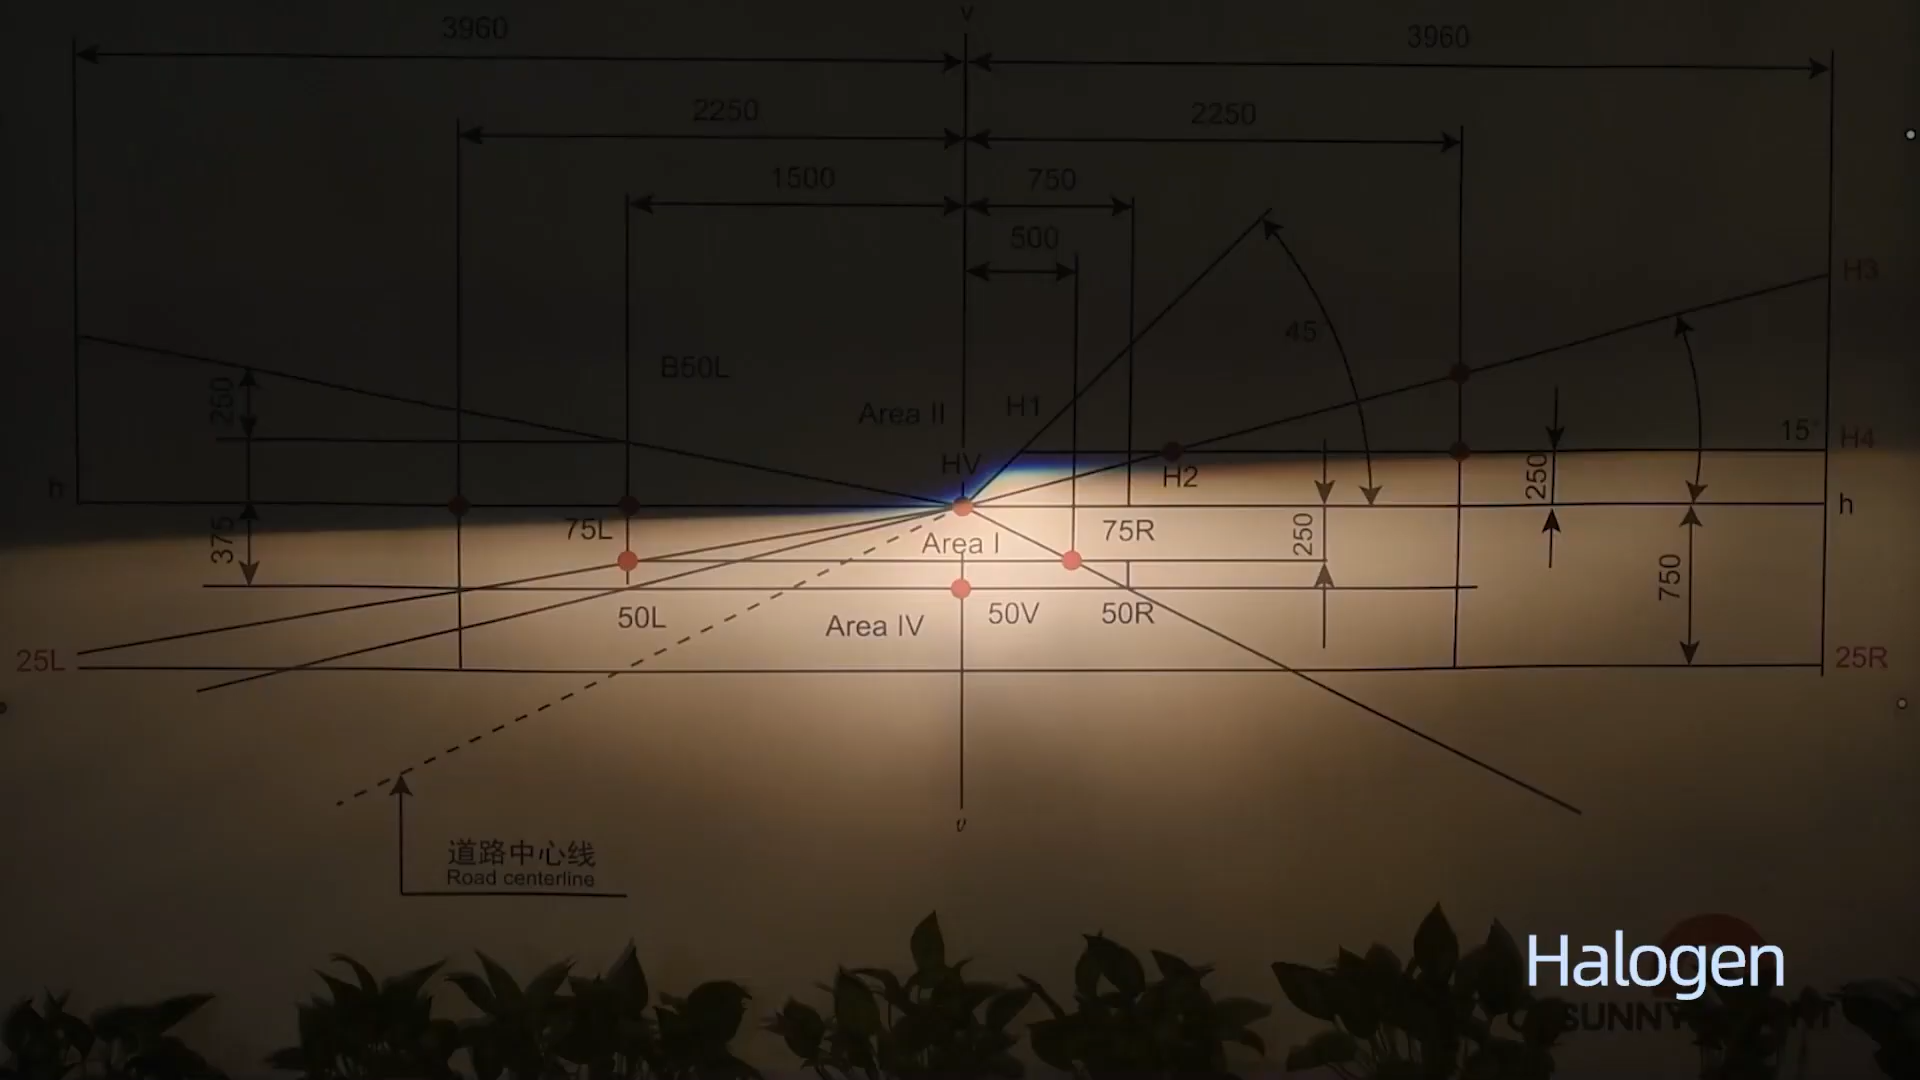 v
3960
3960
2250
2250
1500
750
500
45
H3
B50L
250
Area II
H1
15°
H4
HV
H2
250
h
h
75L
75R
375
Area I
250
750
50L
50V
50R
Area IV
25L
25R
v
道路中心线
Road centerline
Halogen